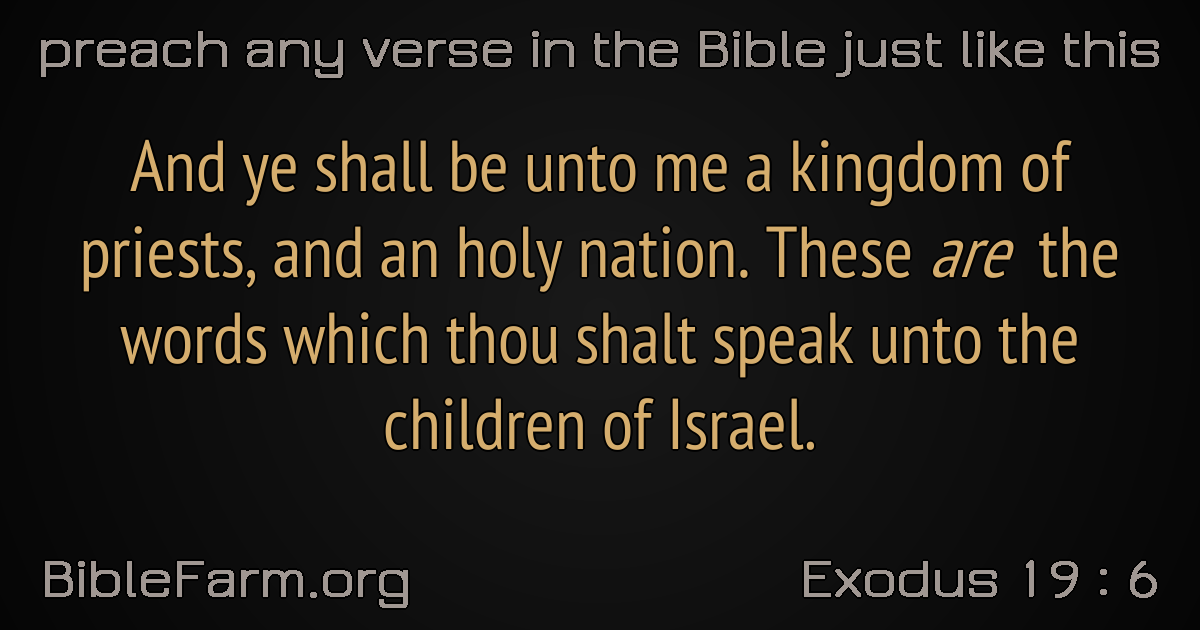 preach any verse in the Bible just like this
And ye shall be unto me a kingdom of
priests, and an holy nation. These are the
words which thou shalt speak unto the
children of Israel.
BibleFarm.org
Exodus 19 : 6